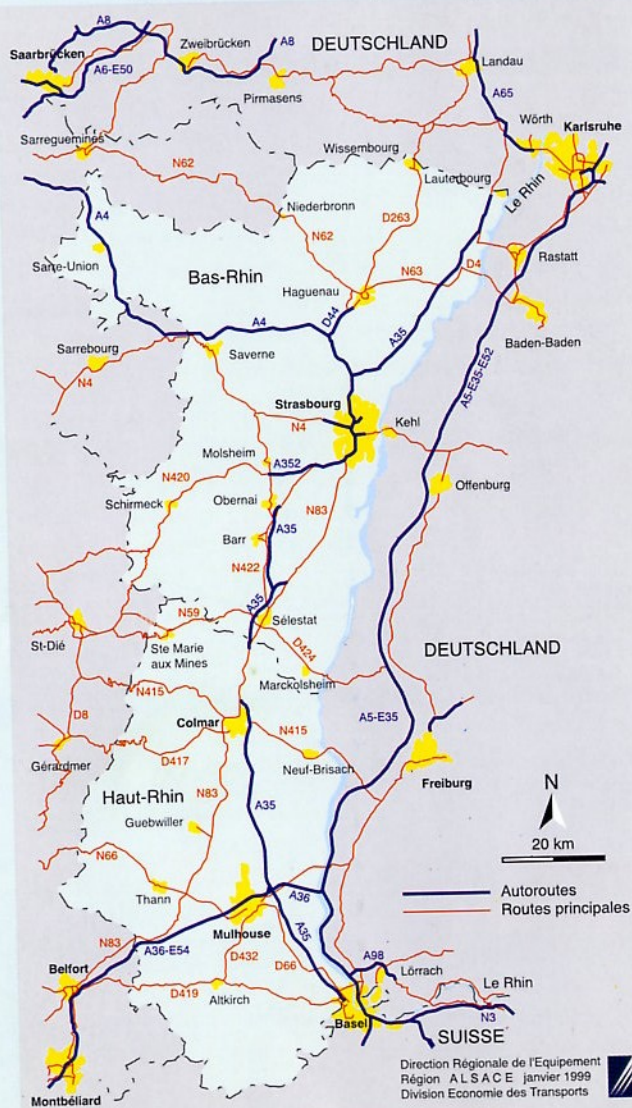 A8
Zweibrücken
A8
DEUTSCHLAND
Saarbrücken
A6-E50
Pirmasens
Landau
A65
Wörth
Karlsruhe
Sarreguemines
Wissembourg
N62
Lauterbourg
Le Rhin
A4
Niederbronn
D263
N62
Sarre-Union
Bas-Rhin
Haguenau
N63
D4
Rastatt
D44
A4
A35
Baden-Baden
Saverne
Sarrebourg
N4
A5-E35-E52
Strasbourg
Kehl
N4
Molsheim
A352
N420
Offenburg
Schirmeck
Obernai
N83
A35
Barr
N422
A35
N59
Sélestat
St-Dié
Ste Marie
aux Mines
D424
DEUTSCHLAND
Marckolsheim
N415
D8
Colmar
N415
A5-E35
D417
Gérardmer
Neuf-Brisach
Freiburg
Haut-Rhin
N83
A35
N
Guebwiller
20 km
N66
Thann
A36
Autoroutes
Routes principales
Mulhouse
A35
N83
A36-E54
D432
D66
A98
Belfort
Lörrach
Le Rhin
D419
Altkirch
Basel
N3
SUISSE
Montbéliard
Direction Régionale de l'Equipement
Région ALSACE janvier 1999
Division Economie des Transports